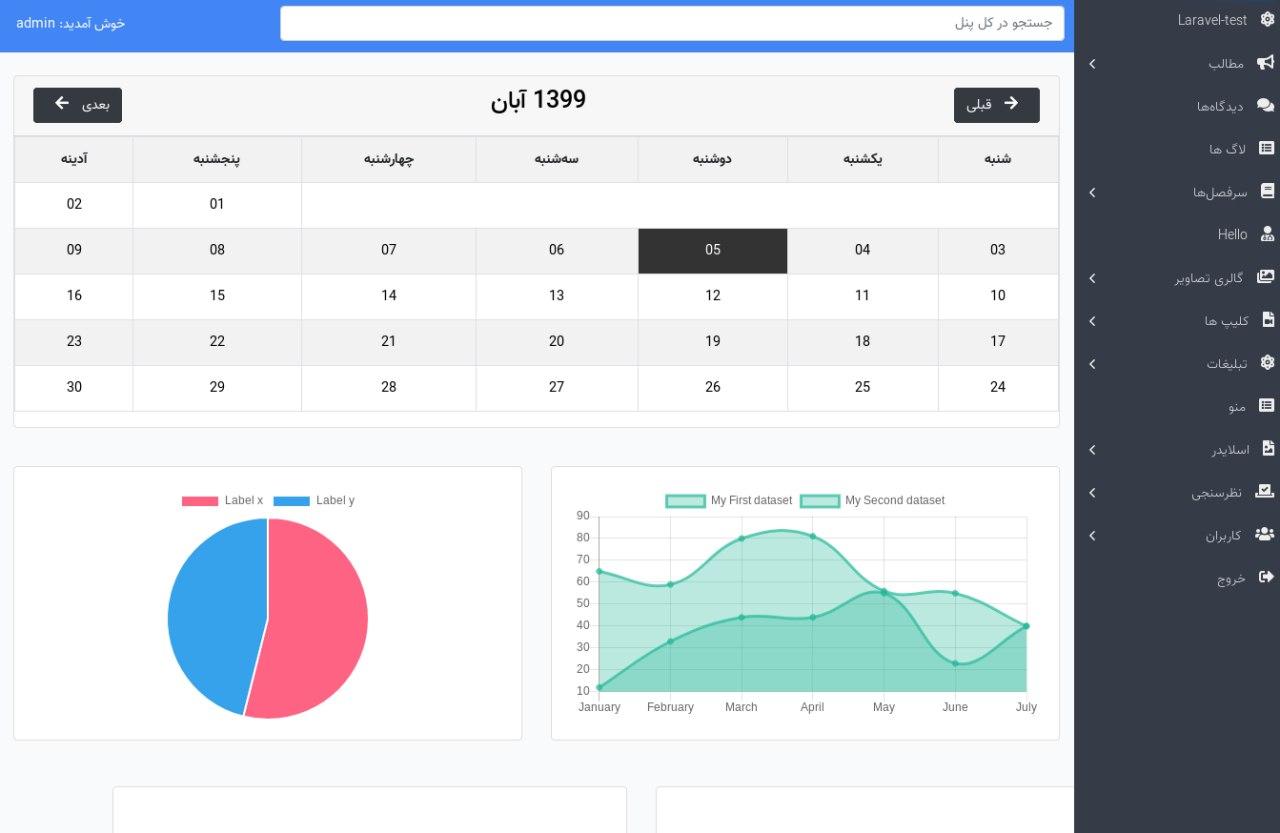 Laravel-test
مطالب
دیدگاه‌ها
لاگ ها
سرفصل‌ها
Hello
گالری تصاویر
کلیپ ها
تبلیغات
منو
اسلایدر
نظرسنجی
کاربران
خروج
جستجو در کل پنل
خوش آمدید: admin
قبلی
1399 آبان
بعدی
شنبه یکشنبه دوشنبه سه‌شنبه چهارشنبه پنجشنبه آدینه
01 02
03 04 05 06 07 08 09
10 11 12 13 14 15 16
17 18 19 20 21 22 23
24 25 26 27 28 29 30
My First dataset My Second dataset
90
80
70
60
50
40
30
20
10
January February March April May June July
Label x Label y